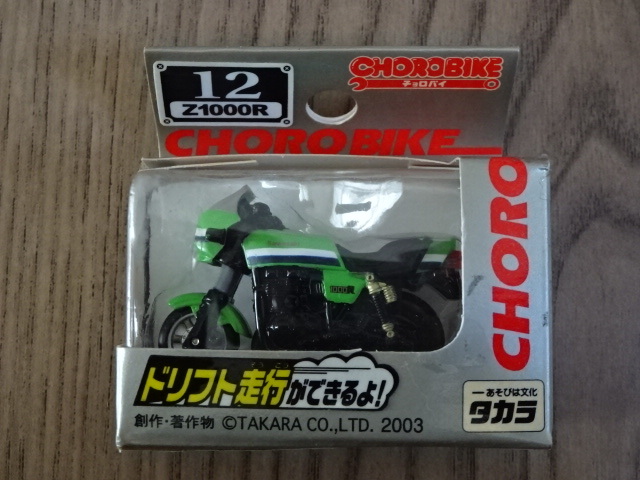 12
Z1000R
CHOROBIKE
チョロバイ
CHOROBIKE
CHORO
1000R
ドリフト走行ができるよ!
創作・著作物 ©TAKARA CO.,LTD. 2003
あそびは文化
タカラ